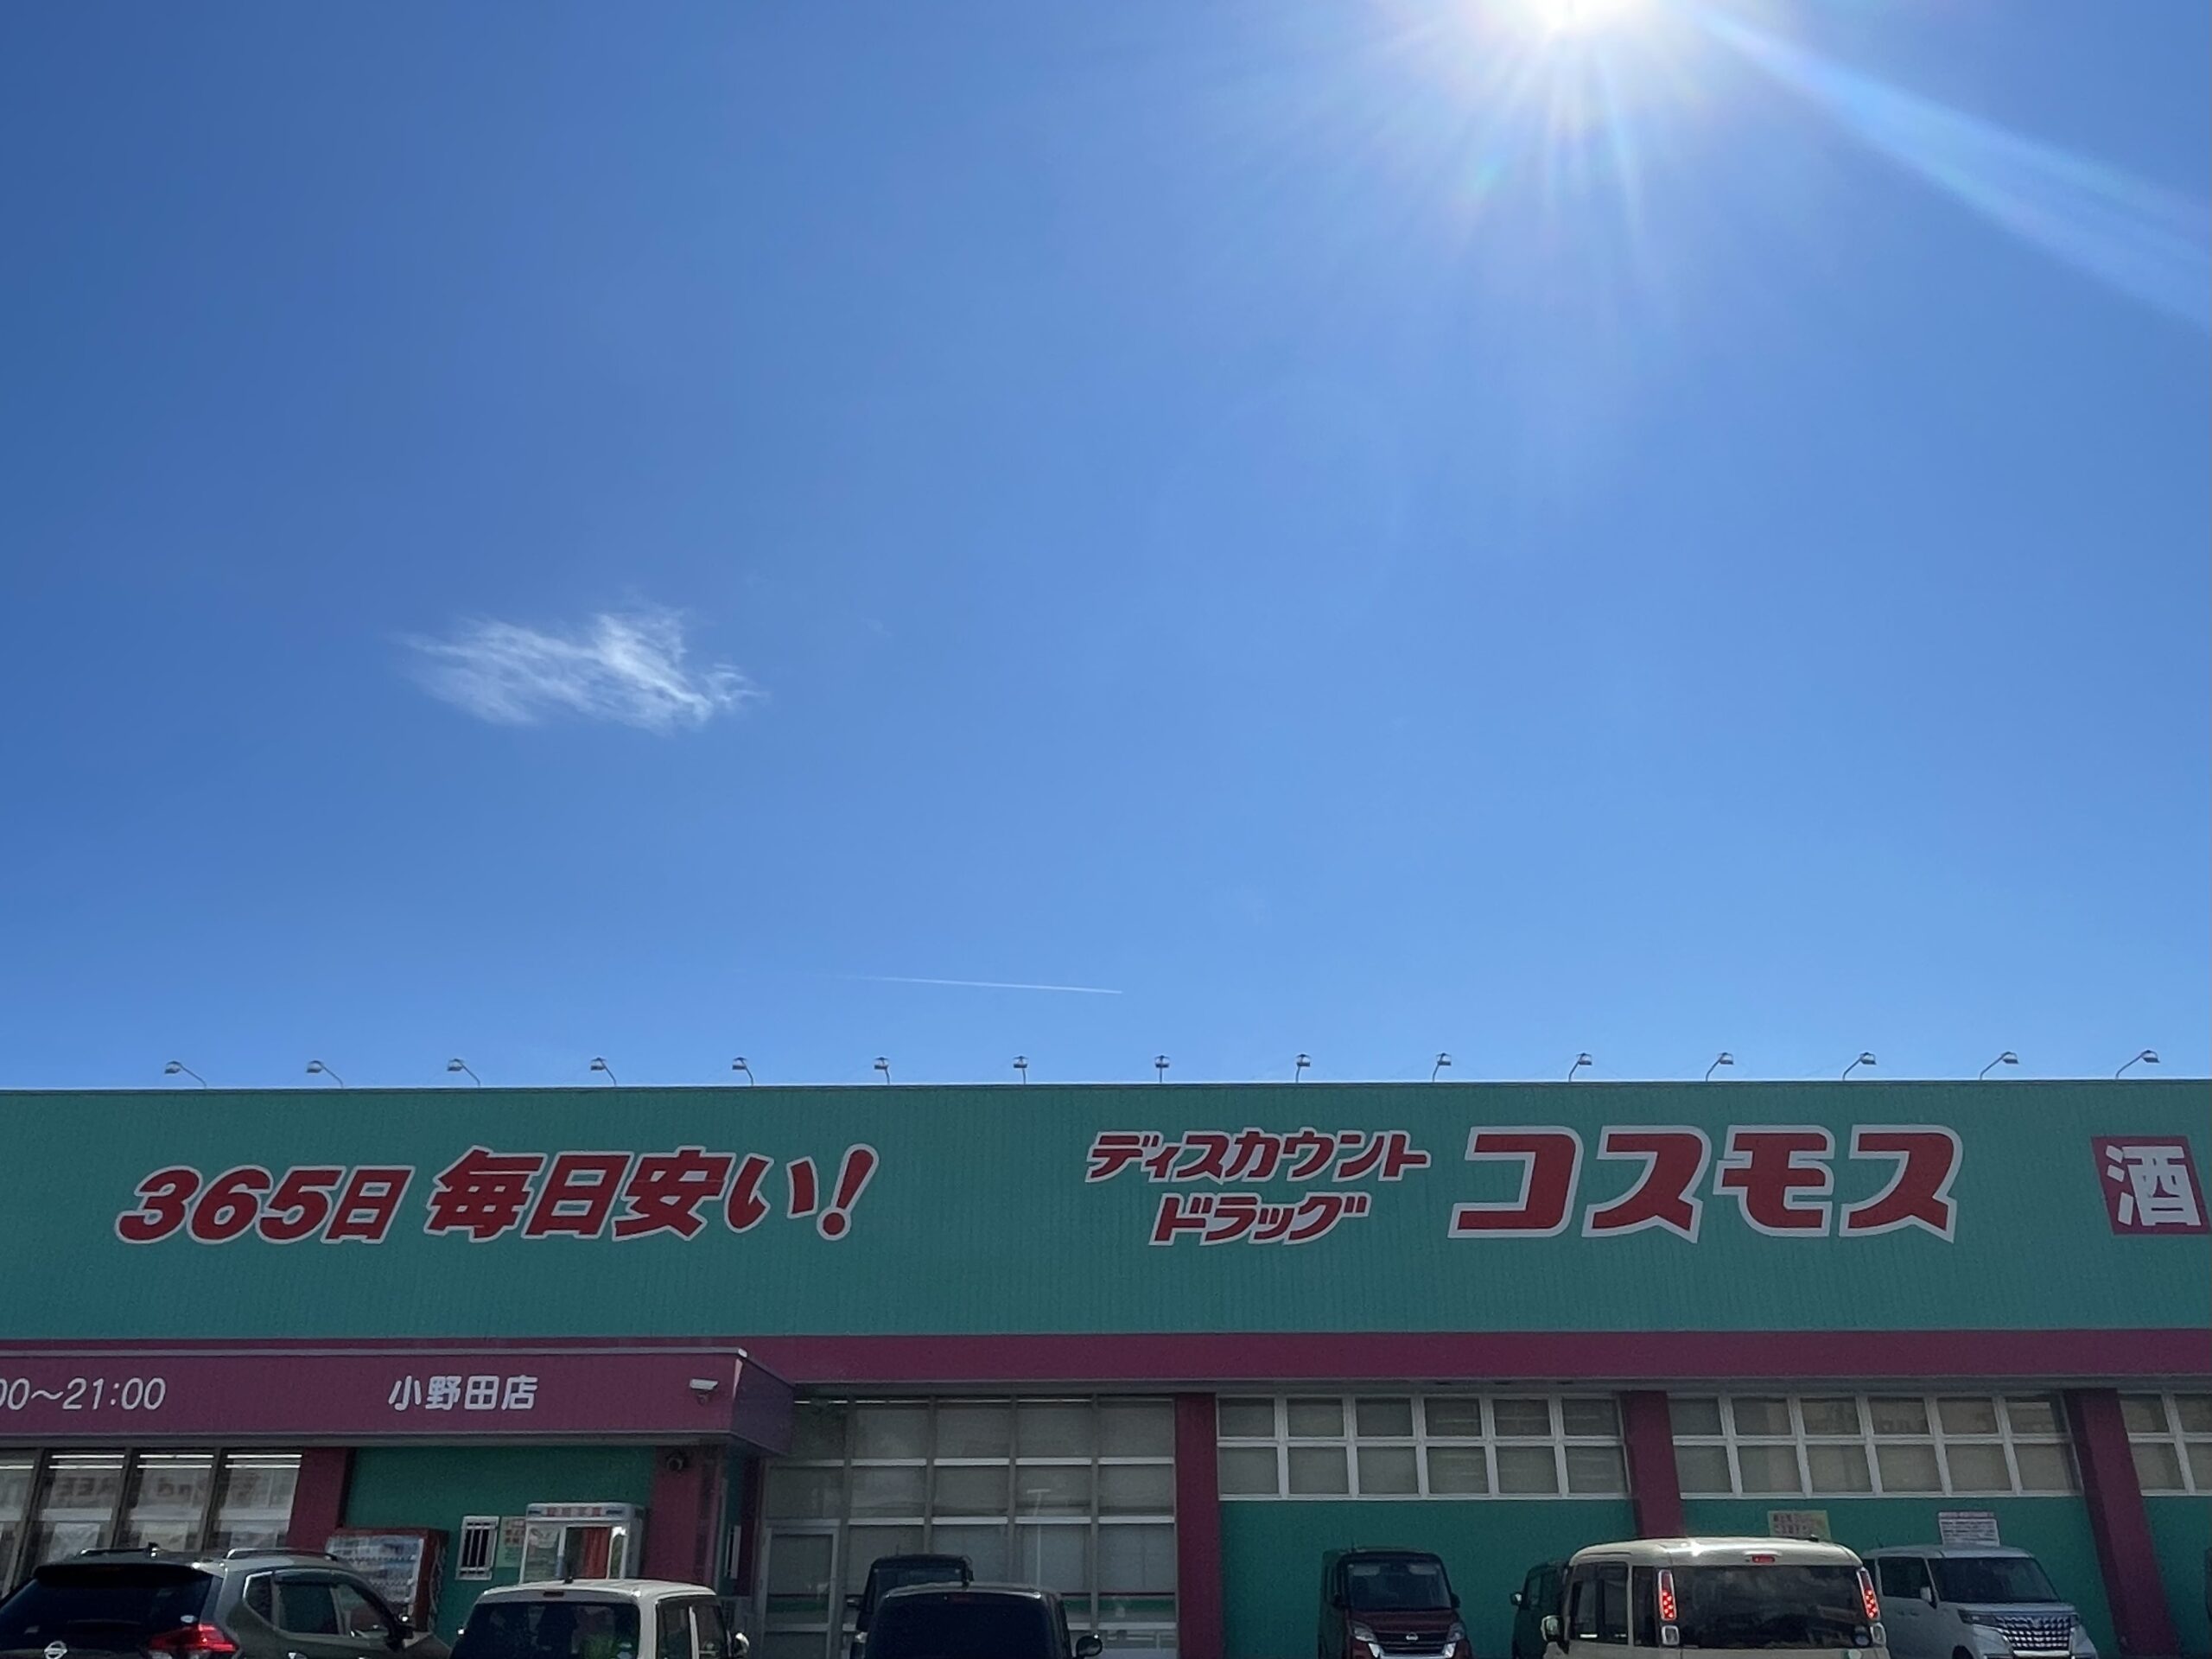 365日 毎日安い!
ディスカウント
ドラッグ
コスモス
酒
00～21:00
小野田店